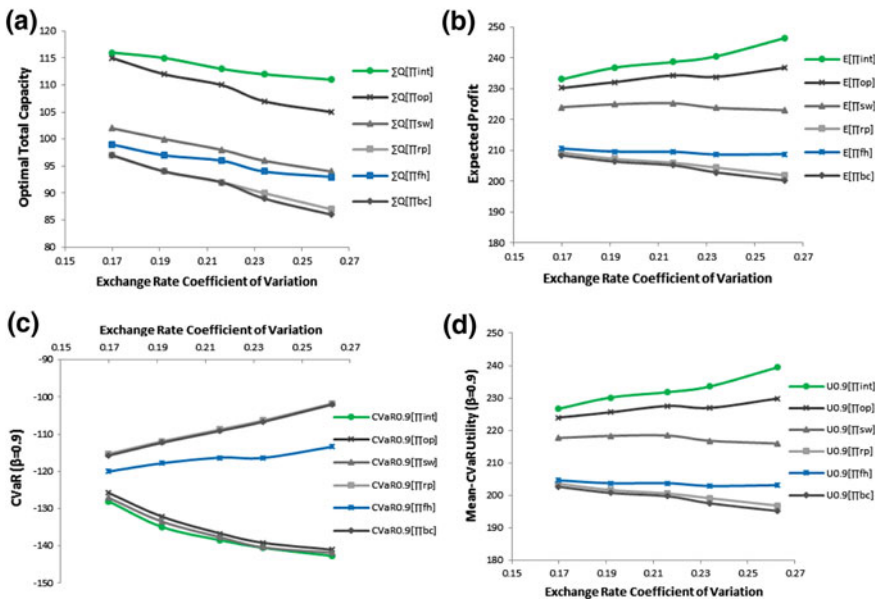 (a)
Optimal Total Capacity
120
115
110
105
100
95
90
85
80
0.15 0.17 0.19 0.21 0.23 0.25 0.27
Exchange Rate Coefficient of Variation
∑Q[∏int]
∑Q[∏op]
∑Q[∏sw]
∑Q[∏rp]
∑Q[∏fh]
∑Q[∏bc]
(b)
Expected Profit
250
240
230
220
210
200
190
180
0.15 0.17 0.19 0.21 0.23 0.25 0.27
Exchange Rate Coefficient of Variation
E[∏int]
E[∏op]
E[∏sw]
E[∏rp]
E[∏fh]
E[∏bc]
(c)
Exchange Rate Coefficient of Variation
0.15 0.17 0.19 0.21 0.23 0.25 0.27
CVaR (β=0.9)
-90
-100
-110
-120
-130
-140
-150
CVaR0.9[∏int]
CVaR0.9[∏op]
CVaR0.9[∏sw]
CVaR0.9[∏rp]
CVaR0.9[∏fh]
CVaR0.9[∏bc]
(d)
Mean-CVaR Utility (β=0.9)
250
240
230
220
210
200
190
180
0.15 0.17 0.19 0.21 0.23 0.25 0.27
Exchange Rate Coefficient of Variation
U0.9[∏int]
U0.9[∏op]
U0.9[∏sw]
U0.9[∏rp]
U0.9[∏fh]
U0.9[∏bc]